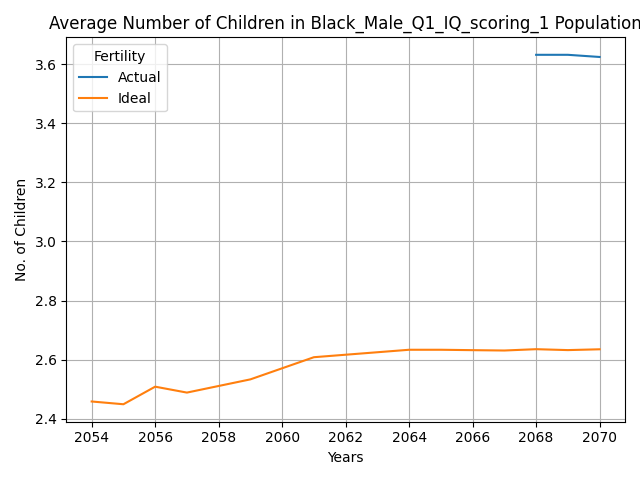 Average Number of Children in Black_Male_Q1_IQ_scoring_1 Population
Fertility
Actual
Ideal
3.6
3.4
3.2
3.0
2.8
2.6
2.4
No. of Children
2054 2056 2058 2060 2062 2064 2066 2068 2070
Years